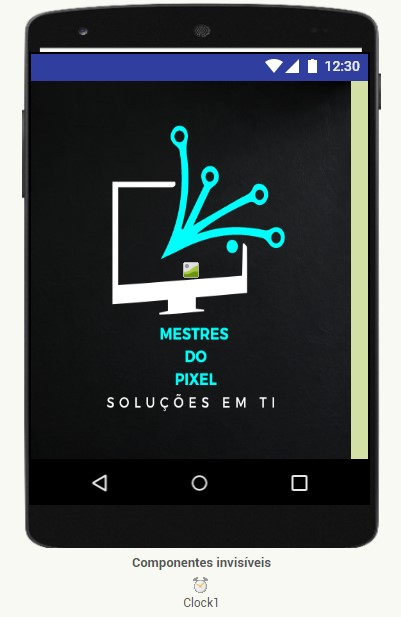 12:30
MESTRES
DO
PIXEL
SOLUÇÕES EM TI
Componentes invisíveis
Clock1